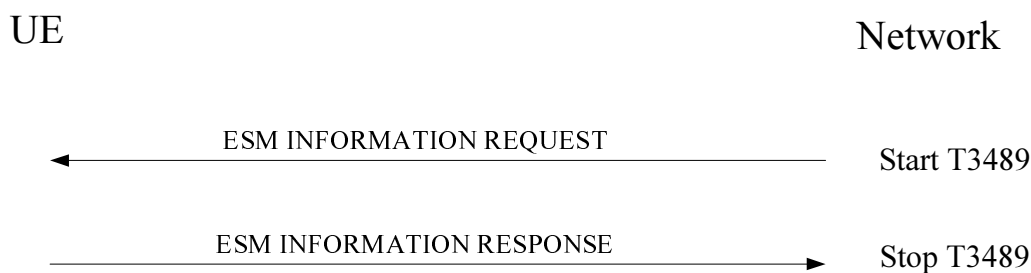 UE
Network
ESM INFORMATION REQUEST
Start T3489
ESM INFORMATION RESPONSE
Stop T3489